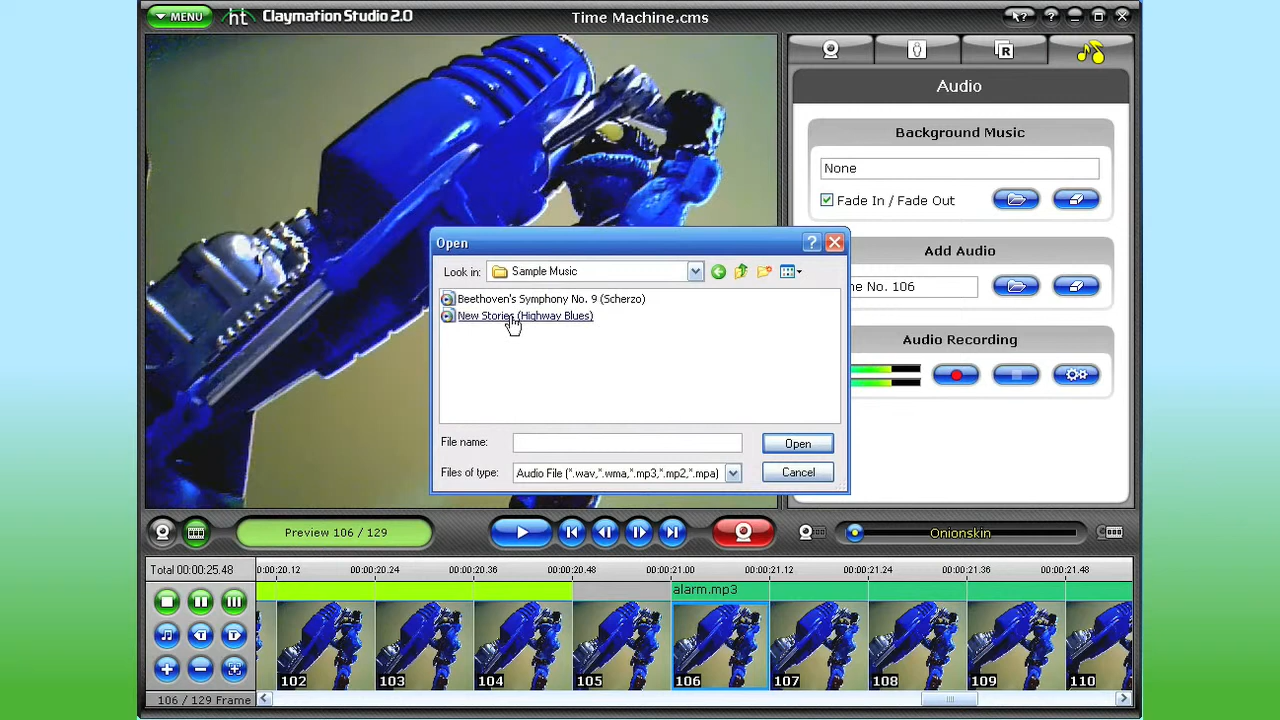 MENU
ht Claymation Studio 2.0
Time Machine.cms
?
?
R
Audio
Background Music
None
Fade In / Fade Out
Add Audio
ne No. 106
Audio Recording
Open
?
Look in: Sample Music
Beethoven's Symphony No. 9 (Scherzo)
New Stories (Highway Blues)
File name:
Open
Files of type: Audio File (*.wav,*.wma,*.mp3,*.mp2,*.mpa)
Cancel
Preview 106 / 129
Onionskin
Total 00:00:25.48
0:00:20.12 00:00:20.24 00:00:20.36 00:00:20.48 00:00:21.00 00:00:21.12 00:00:21.24 00:00:21.36 00:00:21.48
alarm.mp3
102 103 104 105 106 107 108 109 110
106 / 129 Frame